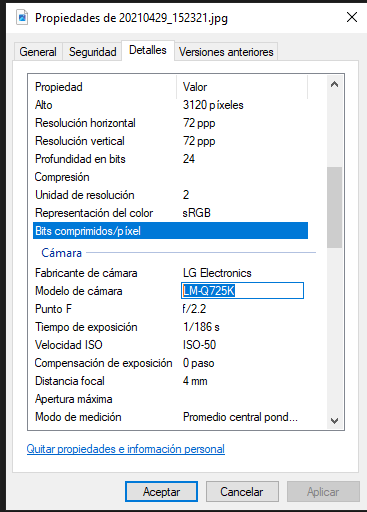 Propiedades de 20210429_152321.jpg
General Seguridad Detalles Versiones anteriores
Propiedad Valor
Alto 3120 píxeles
Resolución horizontal 72 ppp
Resolución vertical 72 ppp
Profundidad en bits 24
Compresión
Unidad de resolución 2
Representación del color sRGB
Bits comprimidos/píxel
Cámara
Fabricante de cámara LG Electronics
Modelo de cámara LM-Q725K
Punto F f/2.2
Tiempo de exposición 1/186 s
Velocidad ISO ISO-50
Compensación de exposición 0 paso
Distancia focal 4 mm
Apertura máxima
Modo de medición Promedio central pond...
Quitar propiedades e información personal
Aceptar Cancelar Aplicar